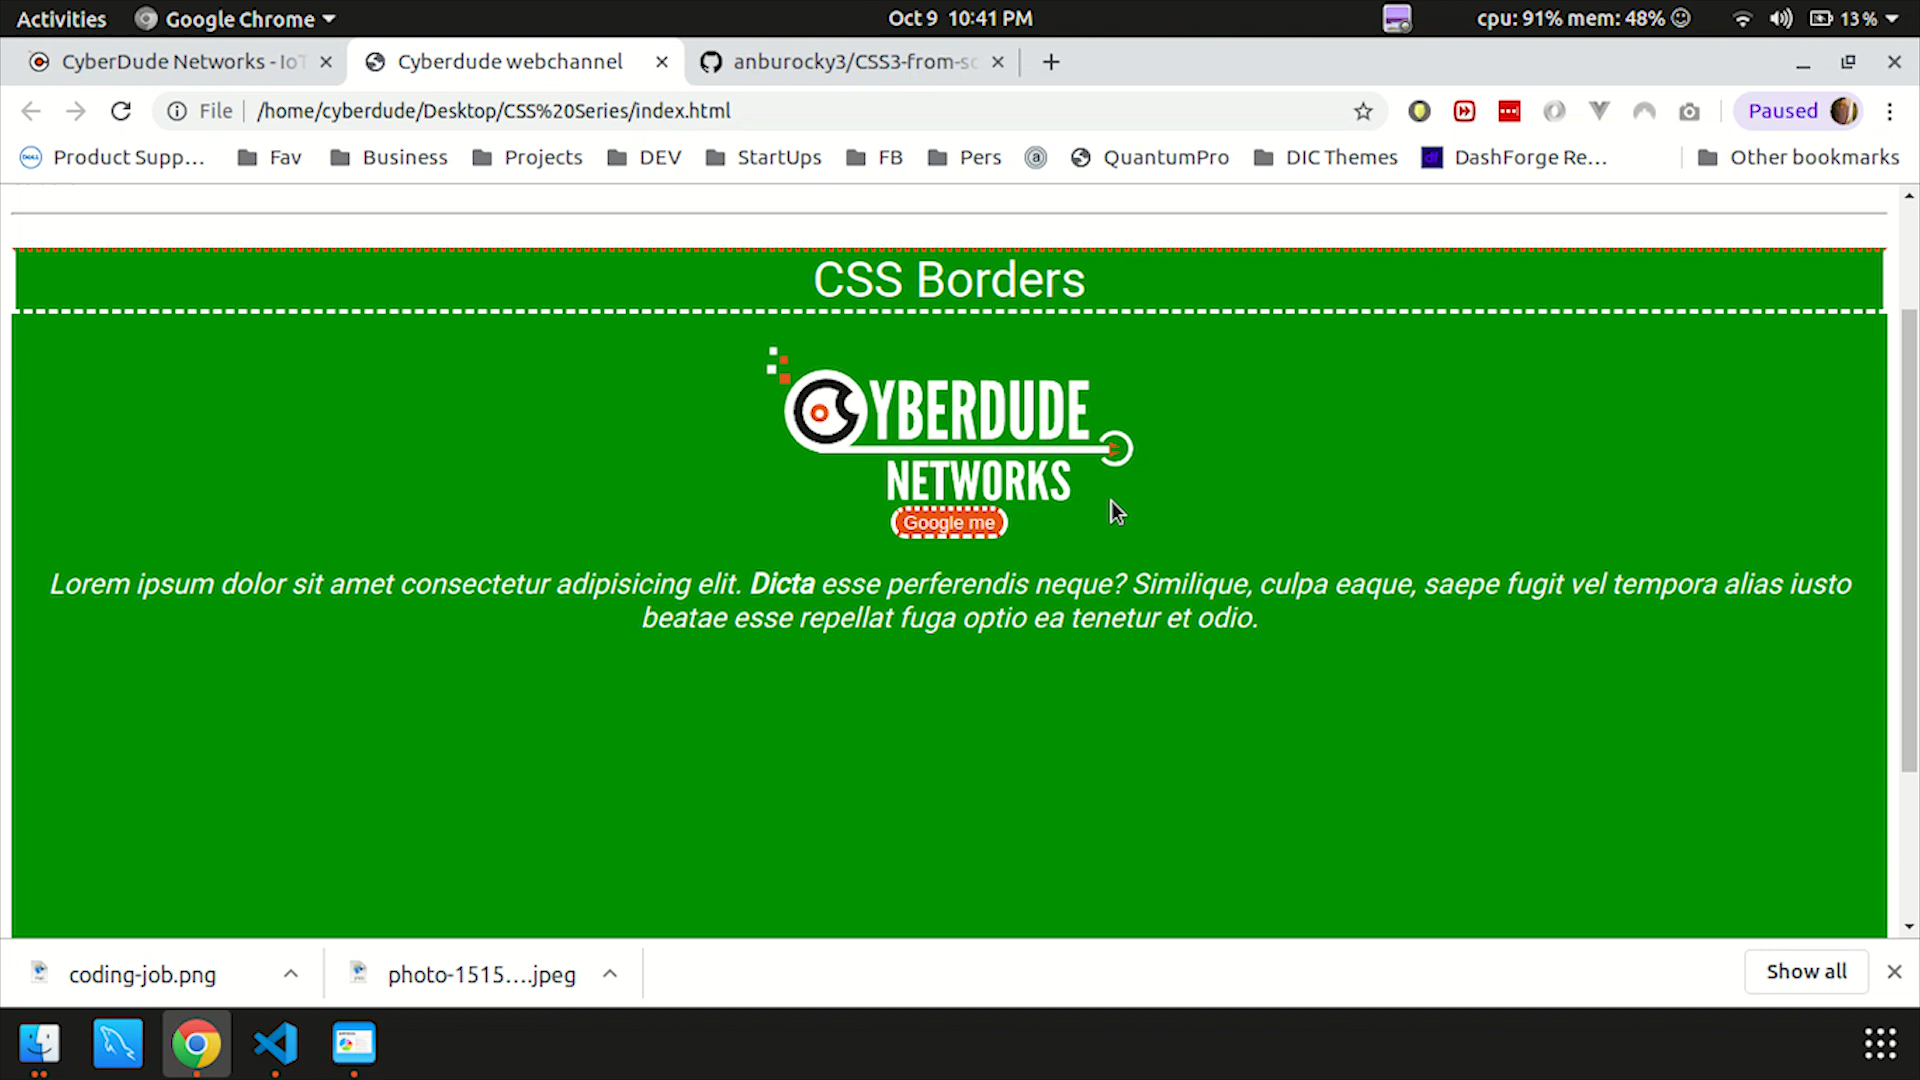 Activities Google Chrome Oct 9 10:41 PM cpu: 91% mem: 48% 13%
CyberDude Networks - IoT Cyberdude webchannel anburocky3/CSS3-from-sc
File /home/cyberdude/Desktop/CSS%20Series/index.html Paused
DELL Product Supp... Fav Business Projects DEV StartUps FB Pers a QuantumPro DIC Themes df DashForge Re... Other bookmarks
CSS Borders
CYBERDUDE
NETWORKS
Google me
Lorem ipsum dolor sit amet consectetur adipisicing elit. Dicta esse perferendis neque? Similique, culpa eaque, saepe fugit vel tempora alias iusto
beatae esse repellat fuga optio ea tenetur et odio.
coding-job.png photo-1515....jpeg Show all